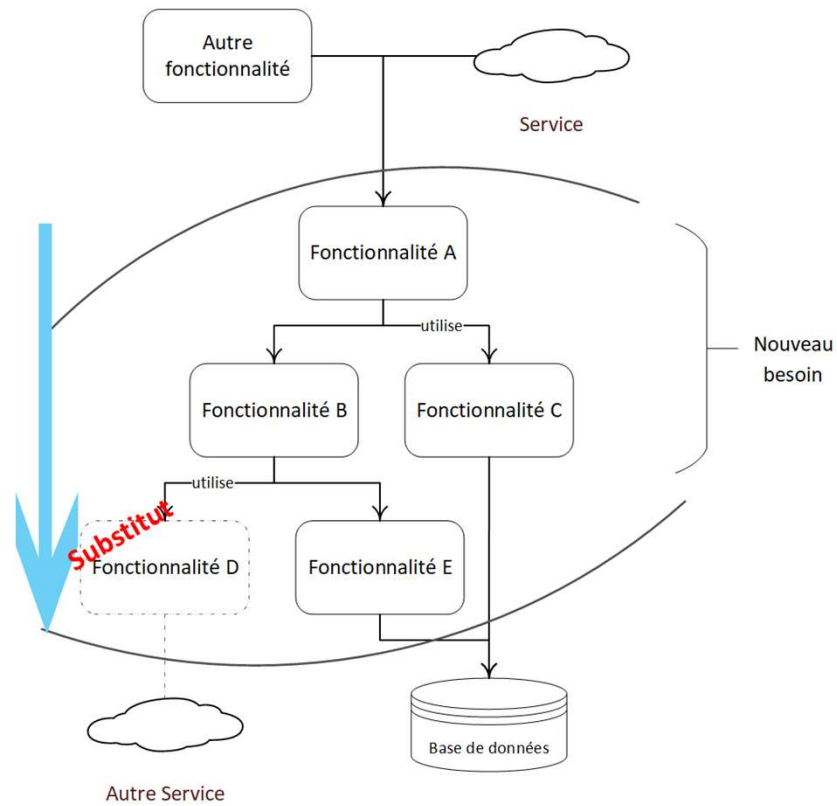 Autre
fonctionnalité
Service
Fonctionnalité A
utilise
Nouveau
besoin
Fonctionnalité B
Fonctionnalité C
utilise
Substitut
Fonctionnalité D
Fonctionnalité E
Base de données
Autre Service